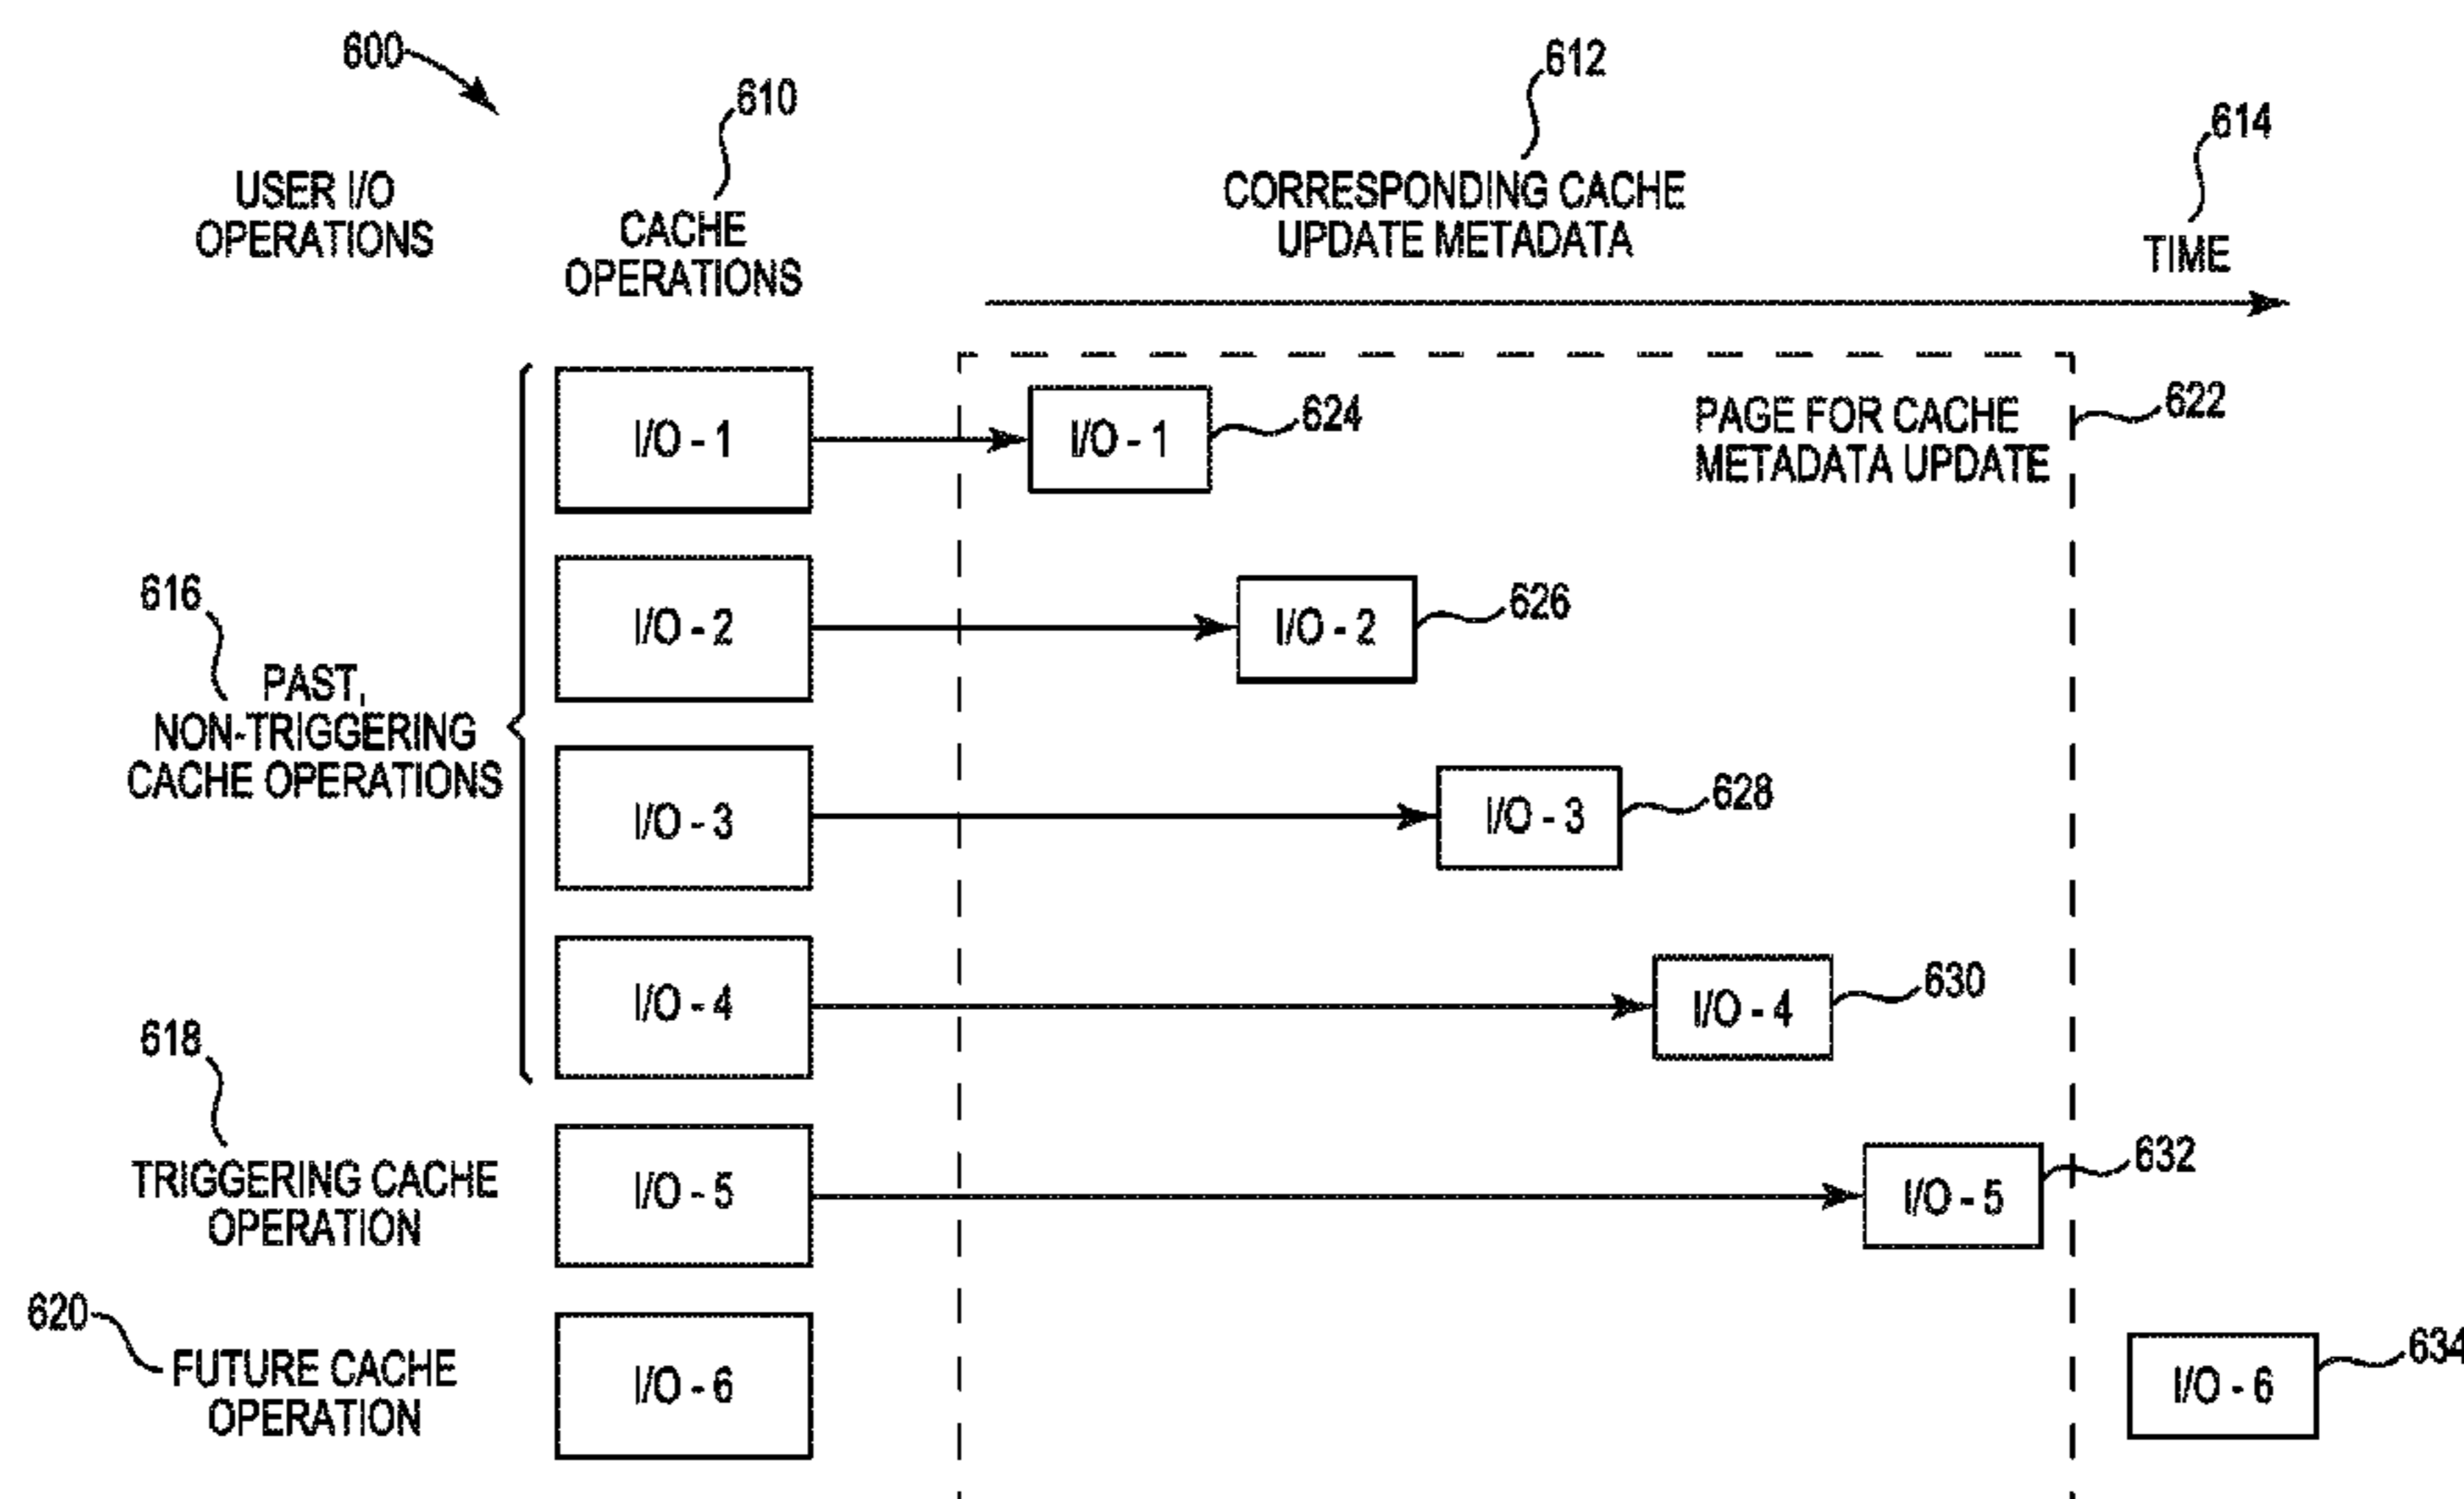 600
610
612
614
USER I/O
OPERATIONS
CACHE
OPERATIONS
CORRESPONDING CACHE
UPDATE METADATA
TIME
I/O - 1
I/O - 1
624
PAGE FOR CACHE
METADATA UPDATE
622
616
PAST,
NON-TRIGGERING
CACHE OPERATIONS
I/O - 2
I/O - 2
626
I/O - 3
I/O - 3
628
I/O - 4
I/O - 4
630
618
TRIGGERING CACHE
OPERATION
I/O - 5
I/O - 5
632
620
FUTURE CACHE
OPERATION
I/O - 6
I/O - 6
634